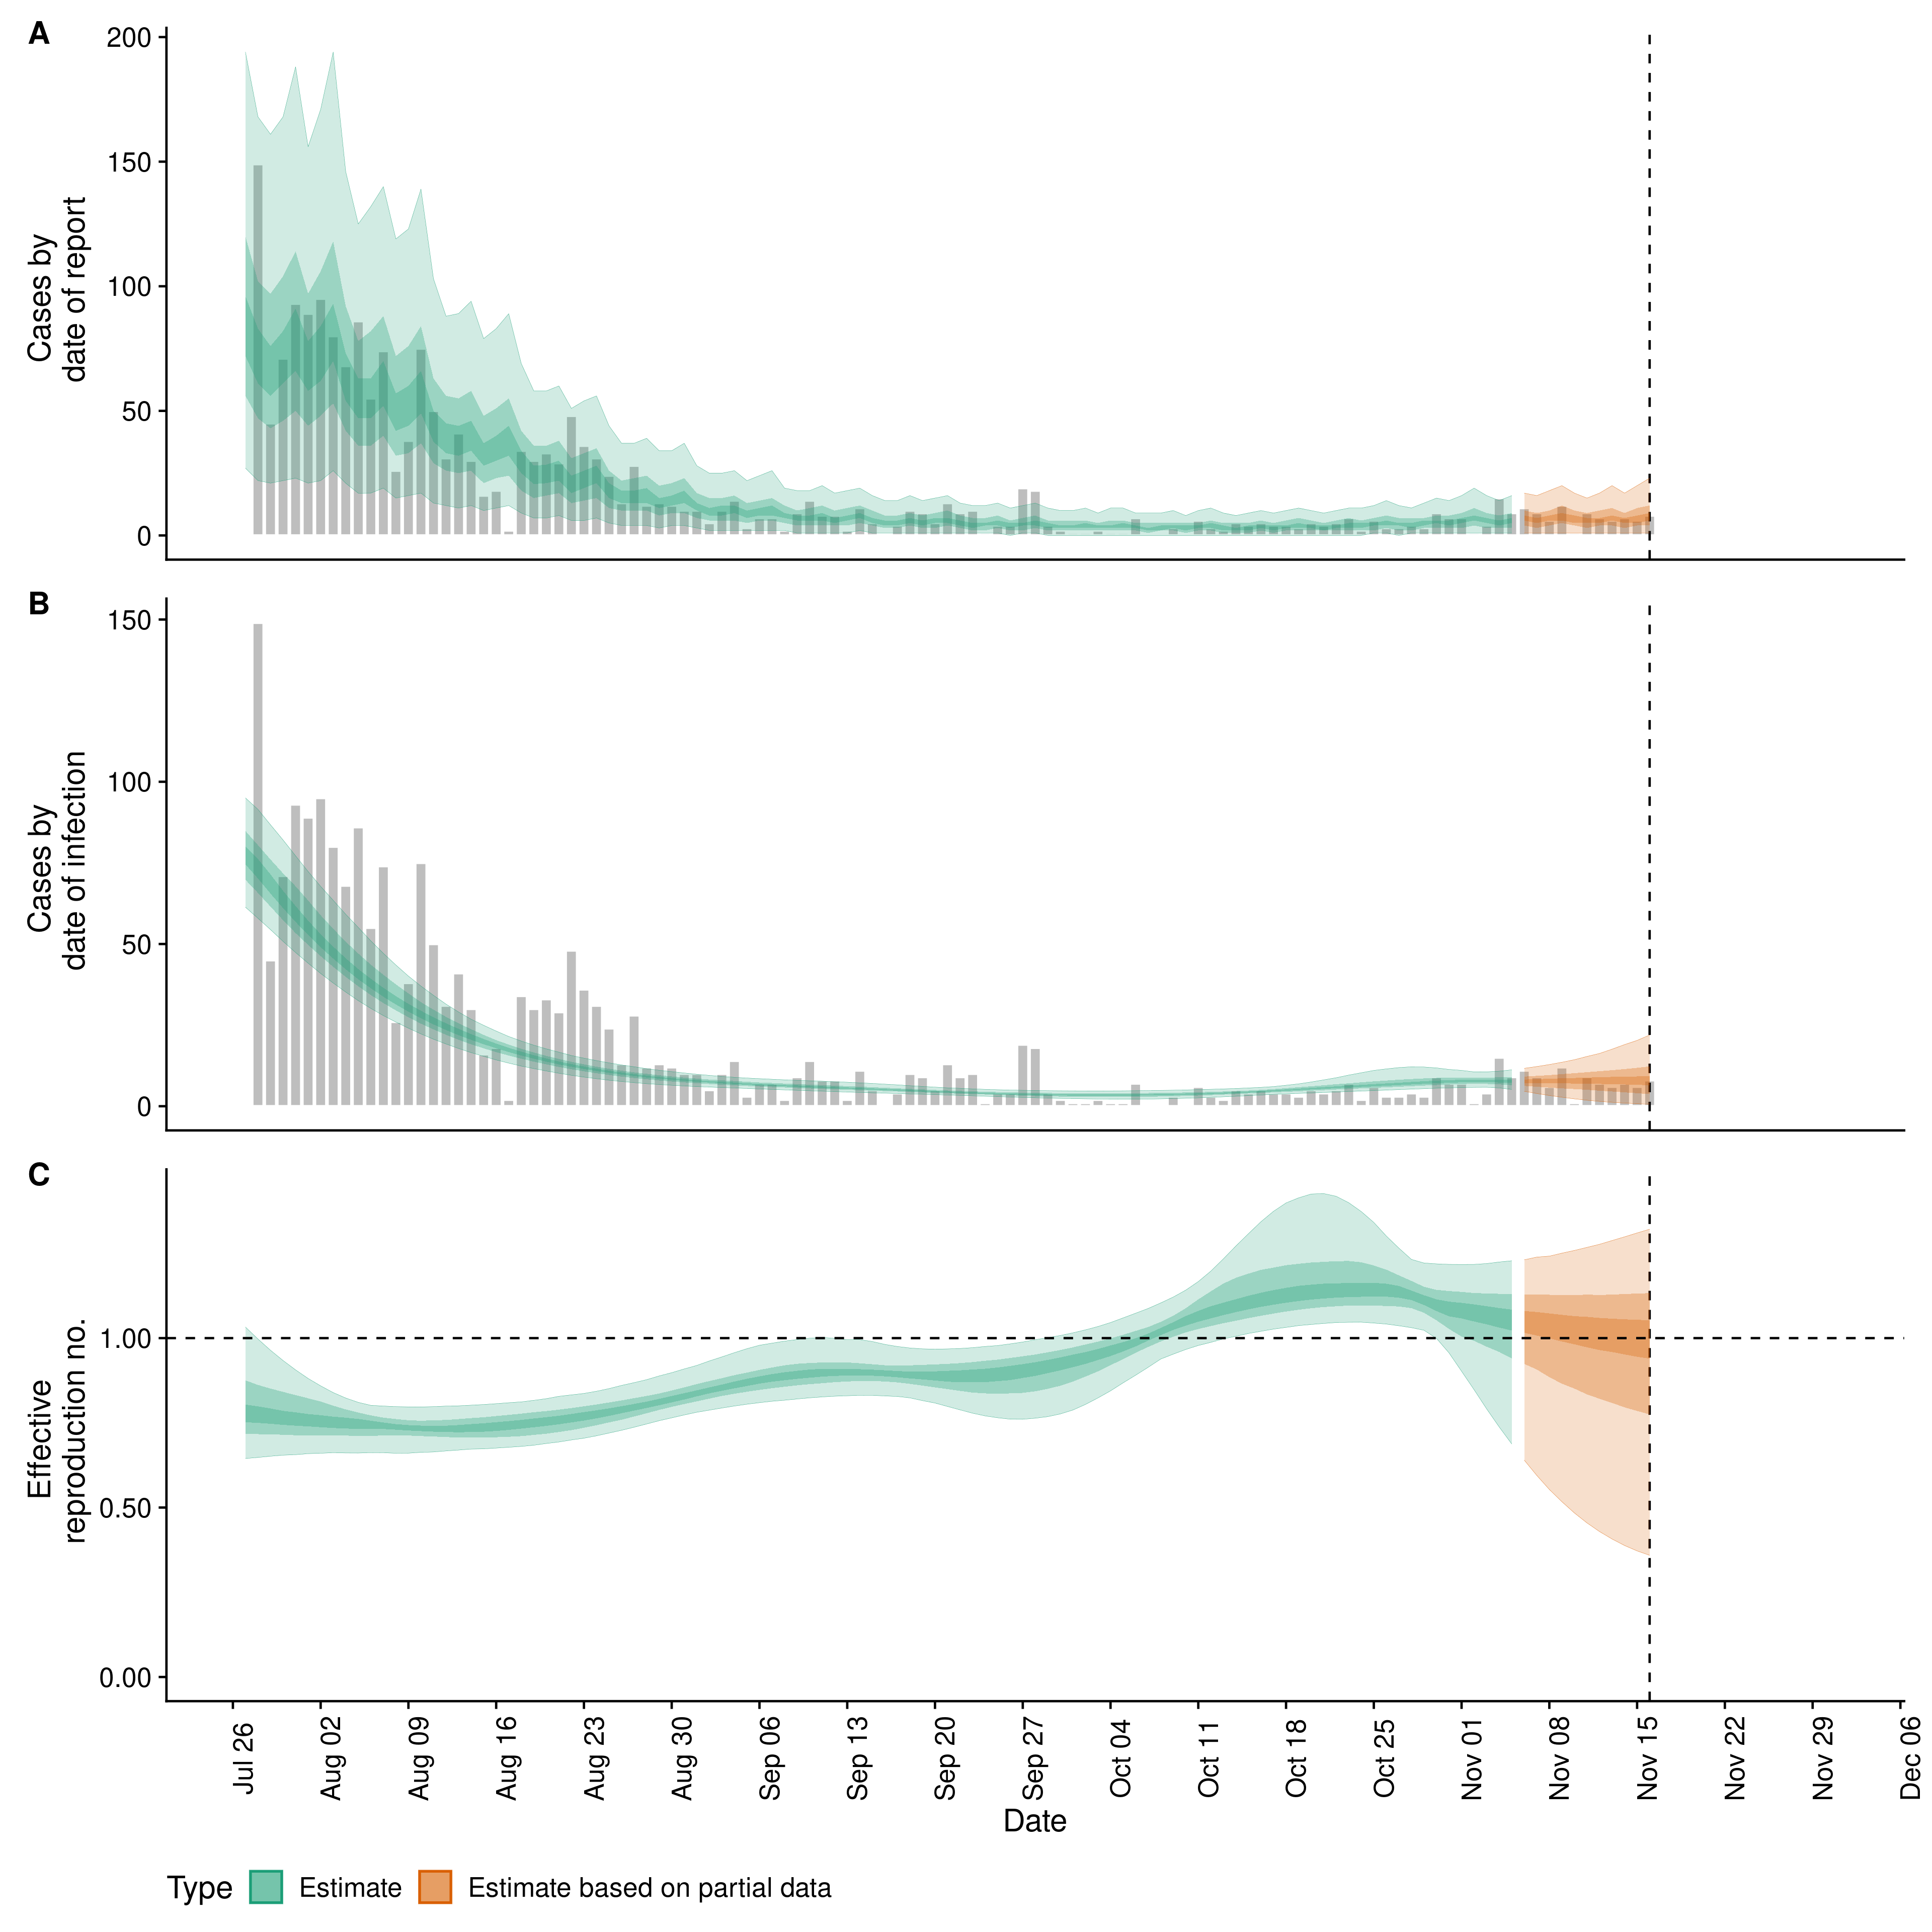 A
200
150
100
50
0
Cases by
date of report
B
150
100
50
0
Cases by
date of infection
C
1.00
0.50
0.00
Effective
reproduction no.
Jul 26
Aug 02
Aug 09
Aug 16
Aug 23
Aug 30
Sep 06
Sep 13
Sep 20
Sep 27
Oct 04
Oct 11
Oct 18
Oct 25
Nov 01
Nov 08
Nov 15
Nov 22
Nov 29
Dec 06
Date
Type Estimate Estimate based on partial data